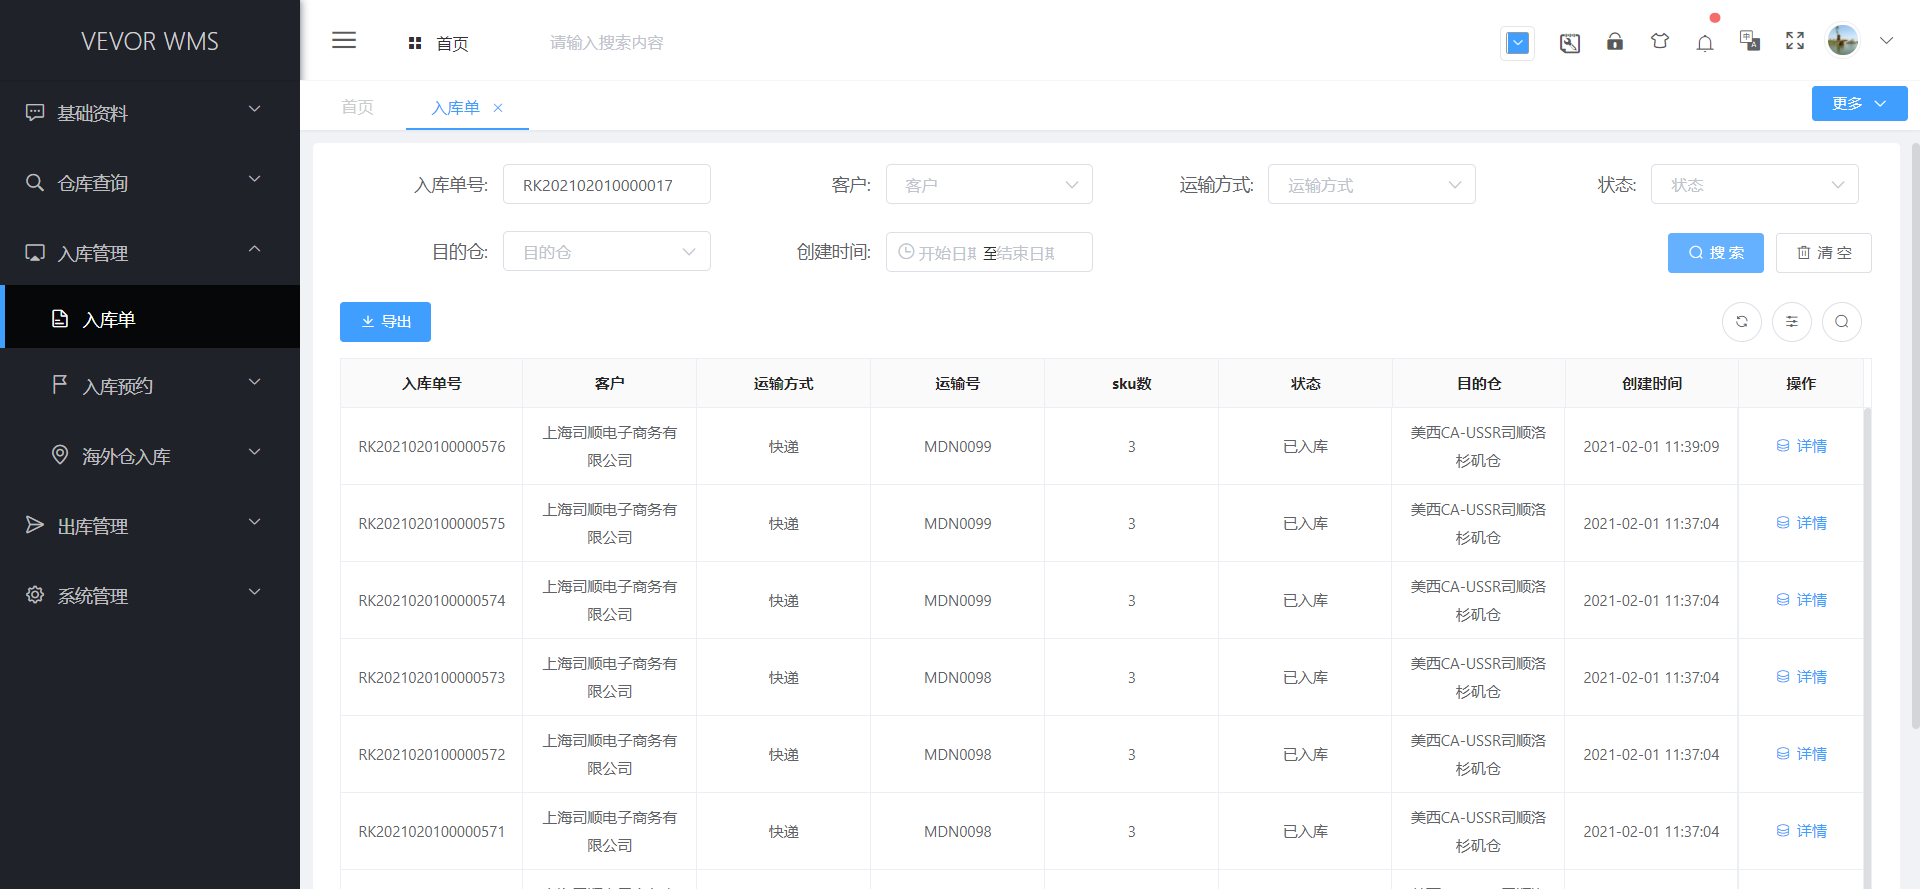 VEVOR WMS
首页
请输入搜索内容
首页
入库单
更多
基础资料
仓库查询
入库管理
入库单
入库预约
海外仓入库
出库管理
系统管理
入库单号: RK202102010000017
客户: 客户
运输方式: 运输方式
状态: 状态
目的仓: 目的仓
创建时间: 开始日期 至 结束日期
搜 索
清 空
导出
入库单号 客户 运输方式 运输号 sku数 状态 目的仓 创建时间 操作
RK2021020100000576 上海司顺电子商务有 快递 MDN0099 3 已入库 美西CA-USSR司顺洛 2021-02-01 11:39:09 详情
限公司 杉矶仓
RK2021020100000575 上海司顺电子商务有 快递 MDN0099 3 已入库 美西CA-USSR司顺洛 2021-02-01 11:37:04 详情
限公司 杉矶仓
RK2021020100000574 上海司顺电子商务有 快递 MDN0099 3 已入库 美西CA-USSR司顺洛 2021-02-01 11:37:04 详情
限公司 杉矶仓
RK2021020100000573 上海司顺电子商务有 快递 MDN0098 3 已入库 美西CA-USSR司顺洛 2021-02-01 11:37:04 详情
限公司 杉矶仓
RK2021020100000572 上海司顺电子商务有 快递 MDN0098 3 已入库 美西CA-USSR司顺洛 2021-02-01 11:37:04 详情
限公司 杉矶仓
RK2021020100000571 上海司顺电子商务有 快递 MDN0098 3 已入库 美西CA-USSR司顺洛 2021-02-01 11:37:04 详情
限公司 杉矶仓